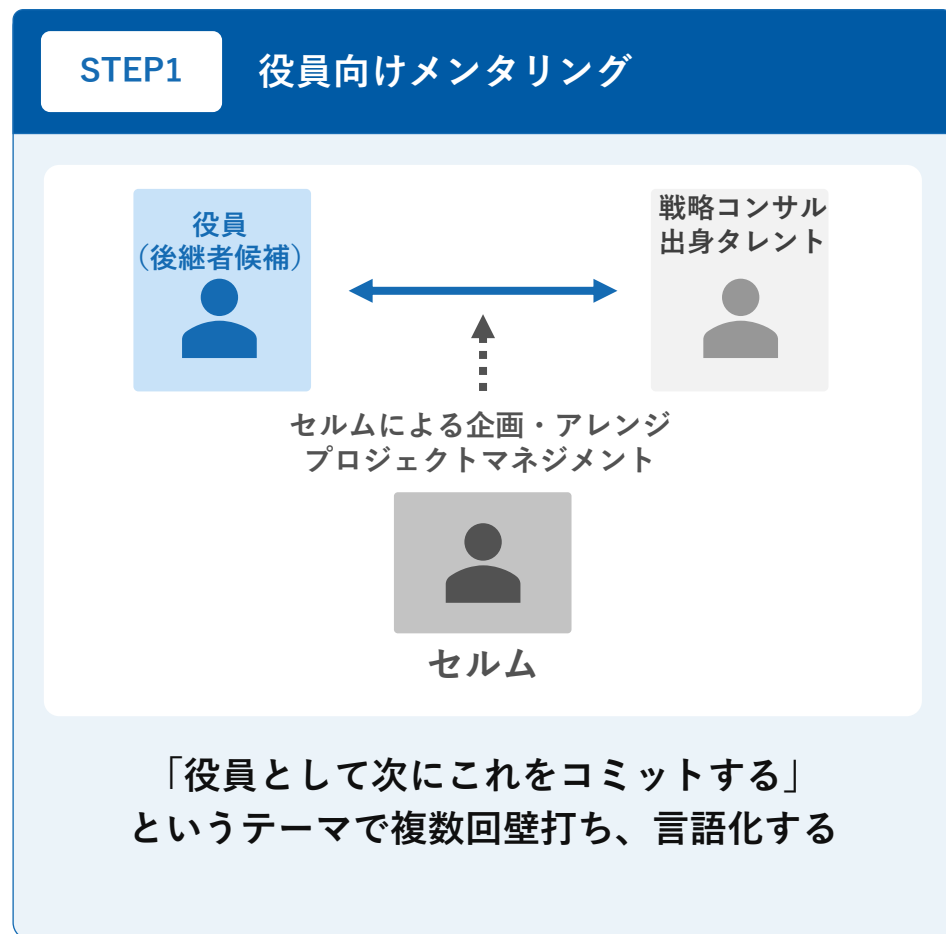 STEP1
役員向けメンタリング
役員
（後継者候補）
戦略コンサル
出身タレント
セルムによる企画・アレンジ
プロジェクトマネジメント
セルム
「役員として次にこれをコミットする」
というテーマで複数回壁打ち、言語化する